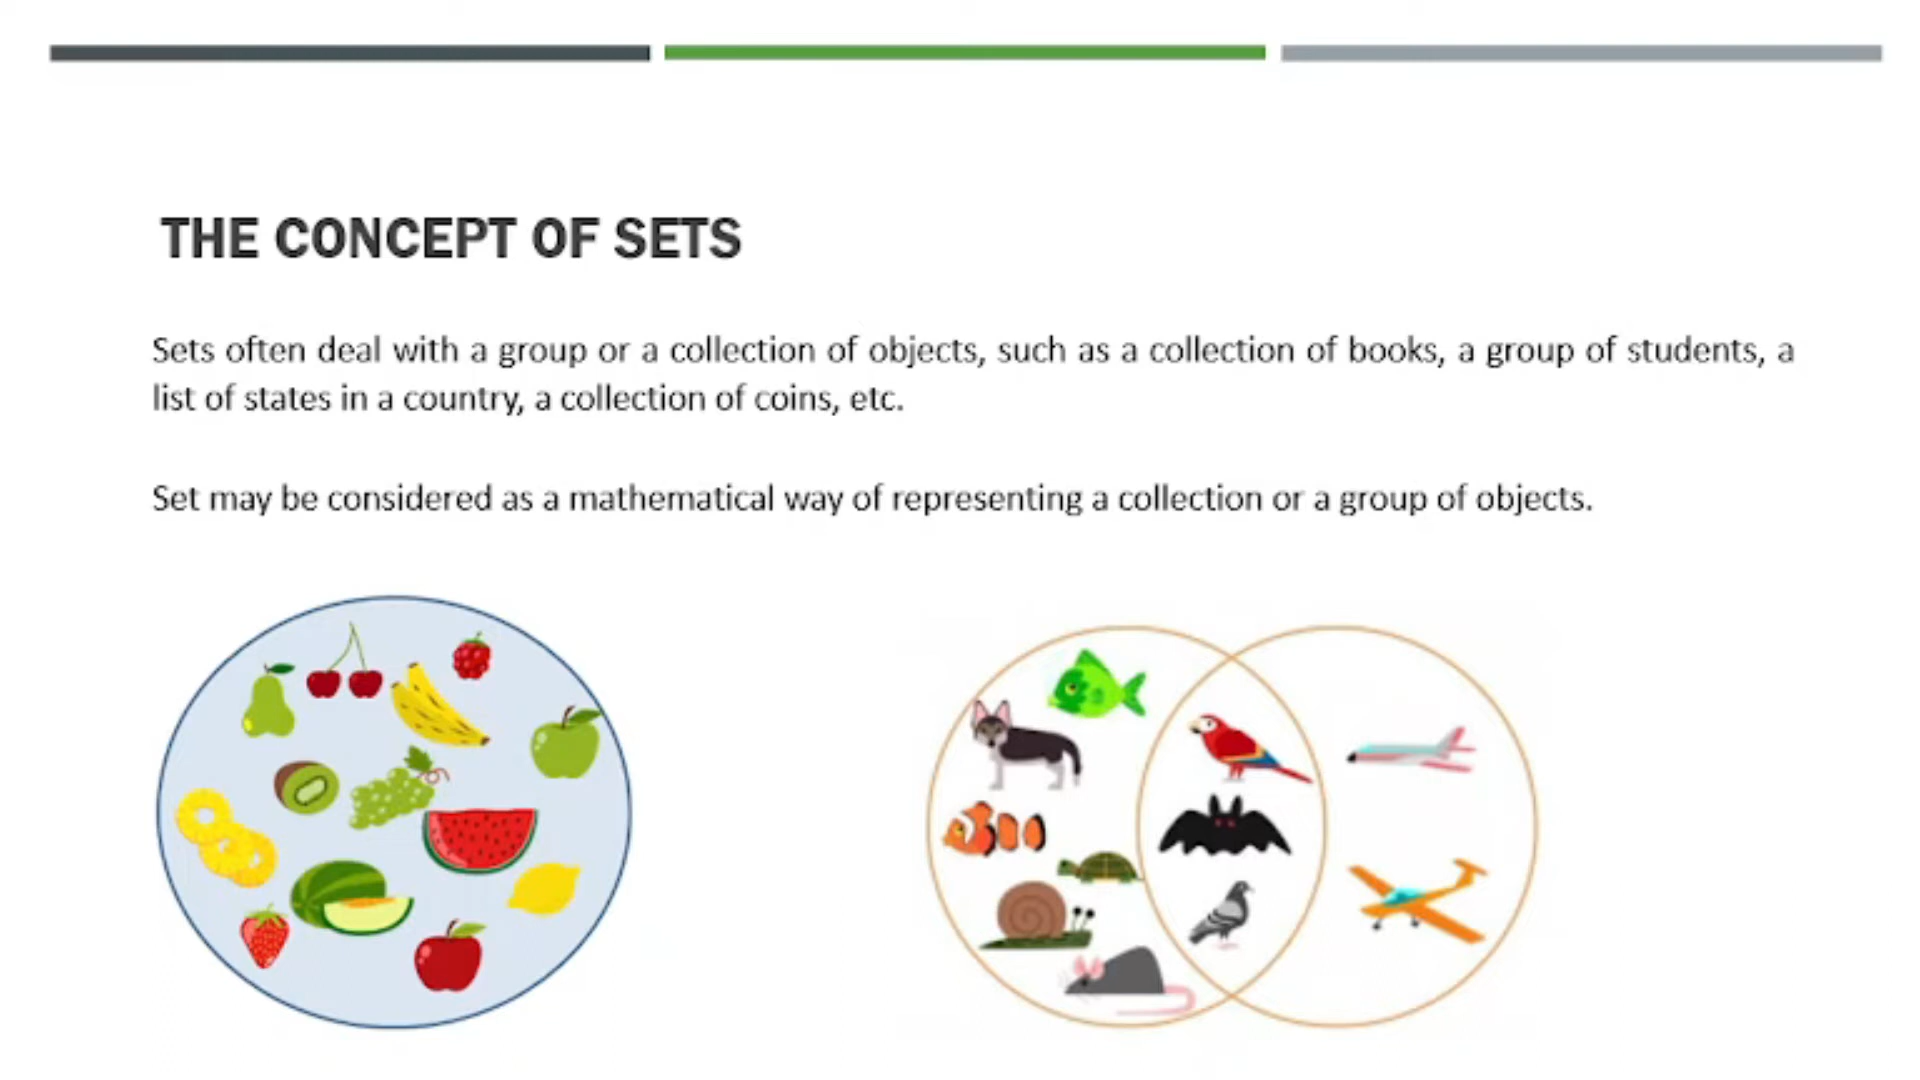 THE CONCEPT OF SETS
Sets often deal with a group or a collection of objects, such as a collection of books, a group of students, a
list of states in a country, a collection of coins, etc.
Set may be considered as a mathematical way of representing a collection or a group of objects.